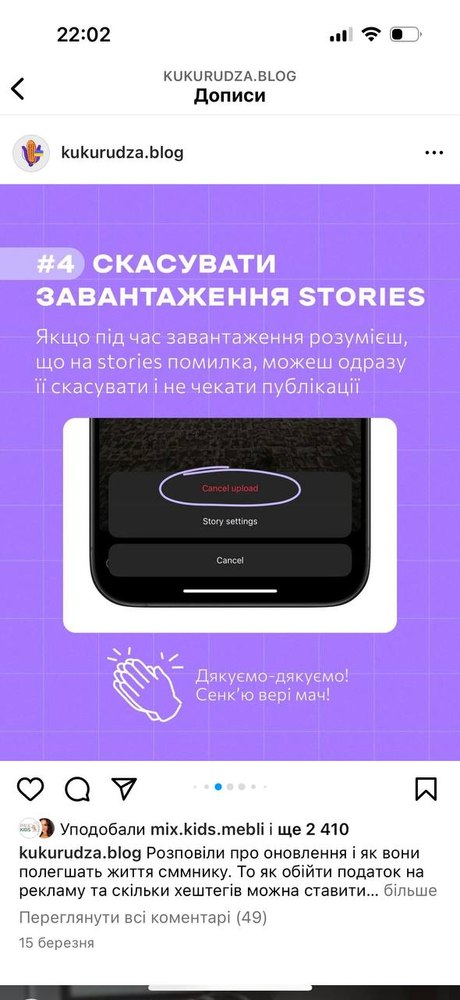 22:02
KUKURUDZA.BLOG
Дописи
kukurudza.blog
#4 СКАСУВАТИ
ЗАВАНТАЖЕННЯ STORIES
Якщо під час завантаження розумієш,
що на stories помилка, можеш одразу
її скасувати і не чекати публікації
Cancel upload
Story settings
Cancel
Дякуємо-дякуємо!
Сенк’ю вері мач!
Уподобали mix.kids.mebli і ще 2 410
kukurudza.blog Розповіли про оновлення і як вони
полегшать життя сммнику. То як обійти податок на
рекламу та скільки хештегів можна ставити... більше
Переглянути всі коментарі (49)
15 березня